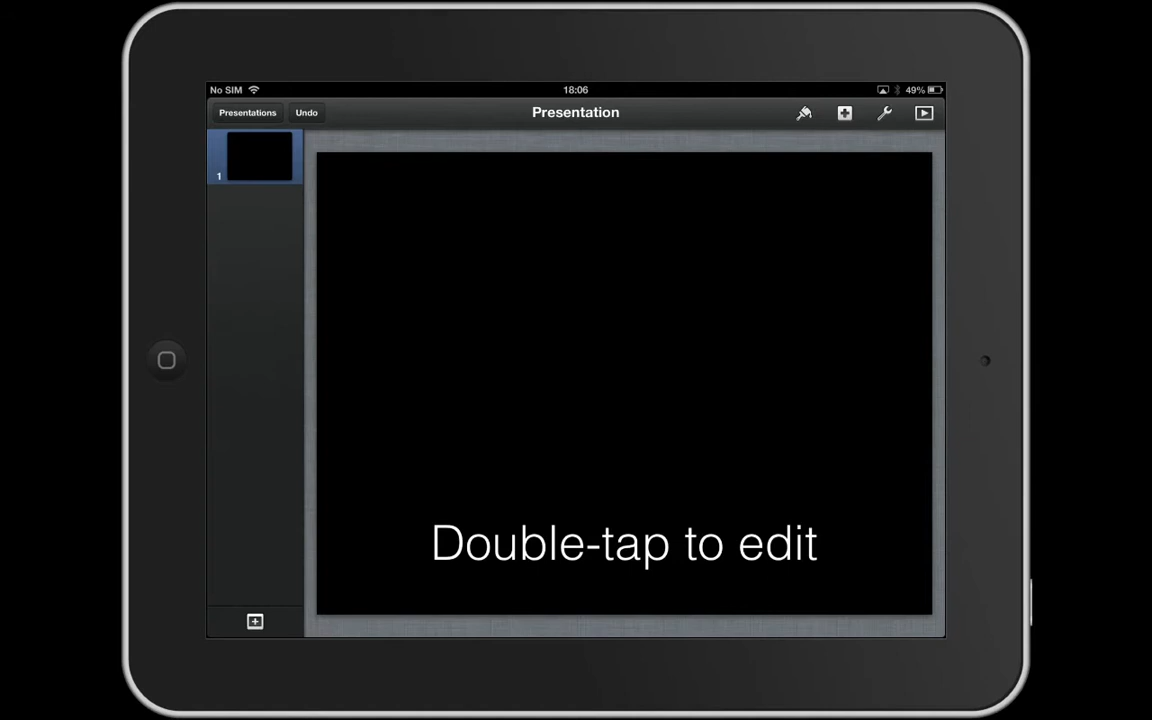 No SIM 18:06 49%
Presentations Undo Presentation
1
Double-tap to edit